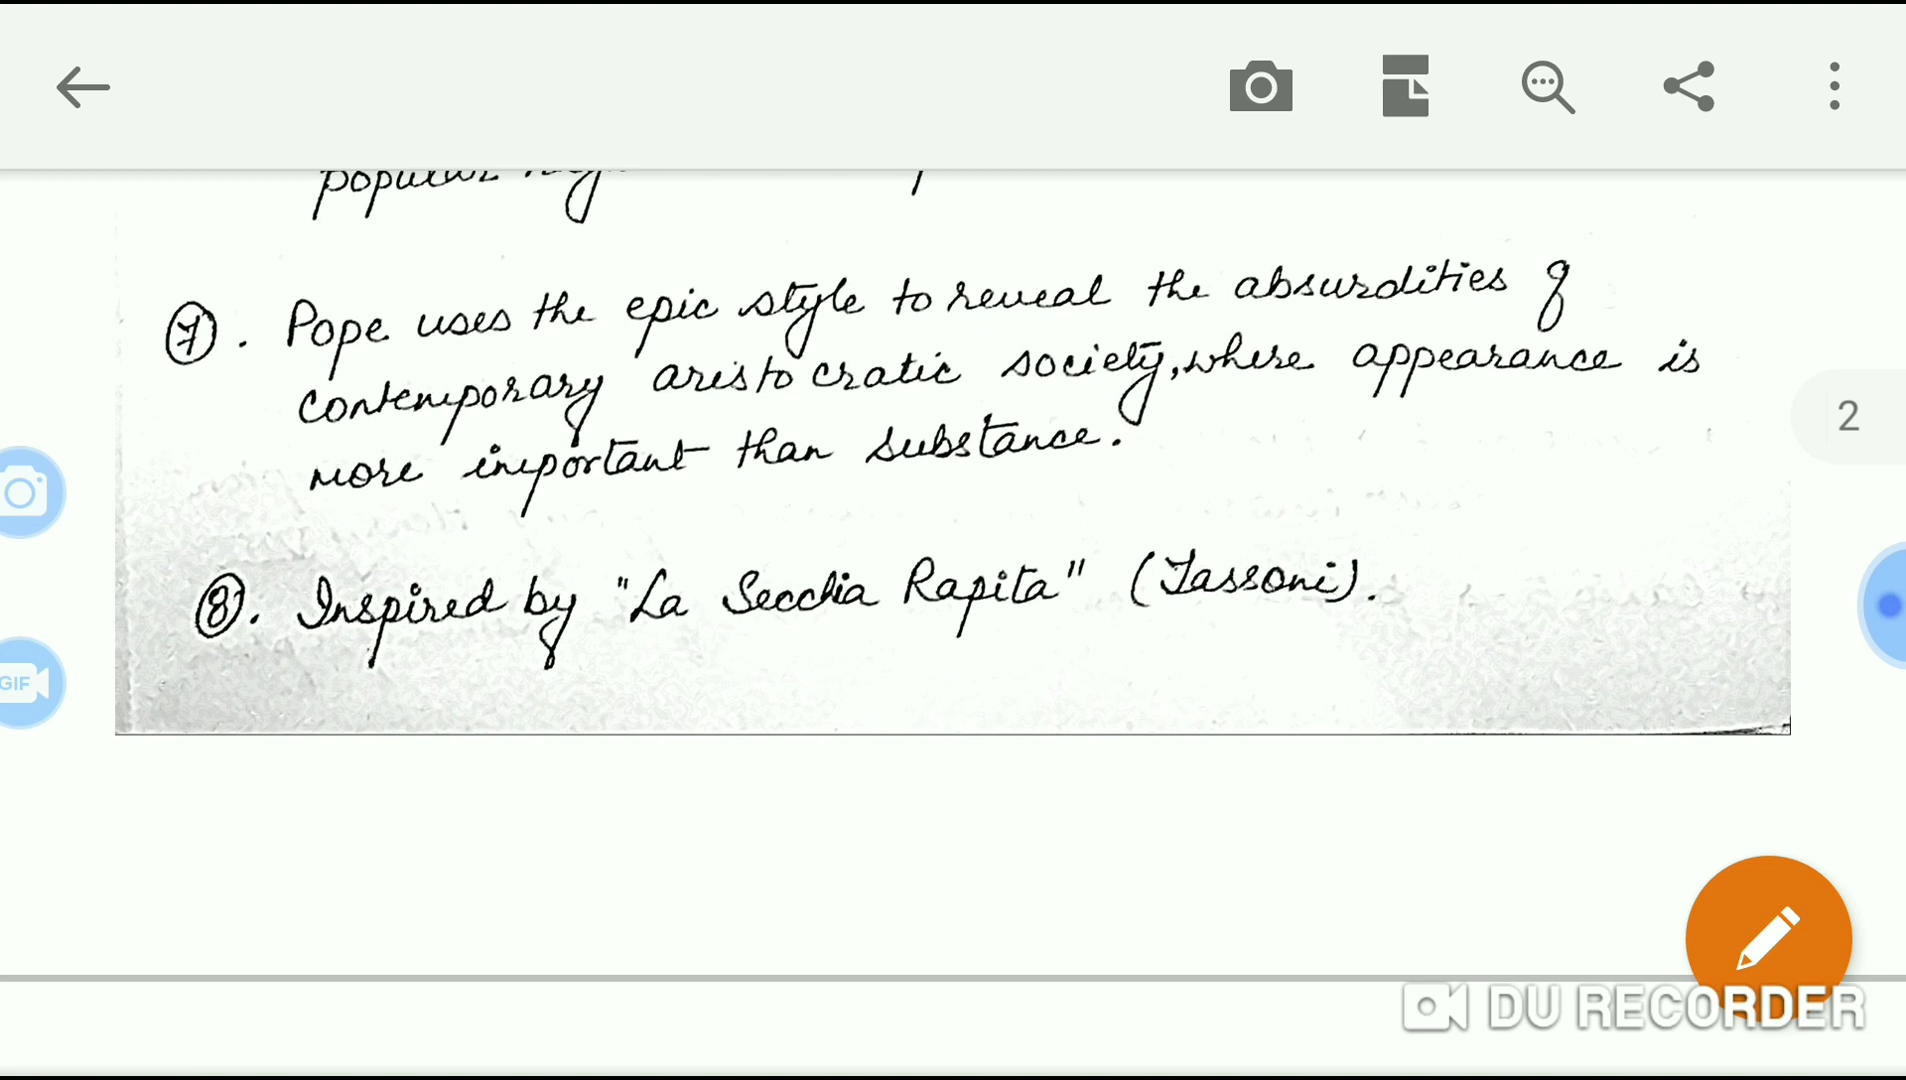 popular
⑦. Pope uses the epic style to reveal the absurdities of
contemporary aristocratic society, where appearance is
more important than substance.
2
⑧. Inspired by "La Secchia Rapita" (Tassoni).
GIF
DU RECORDER